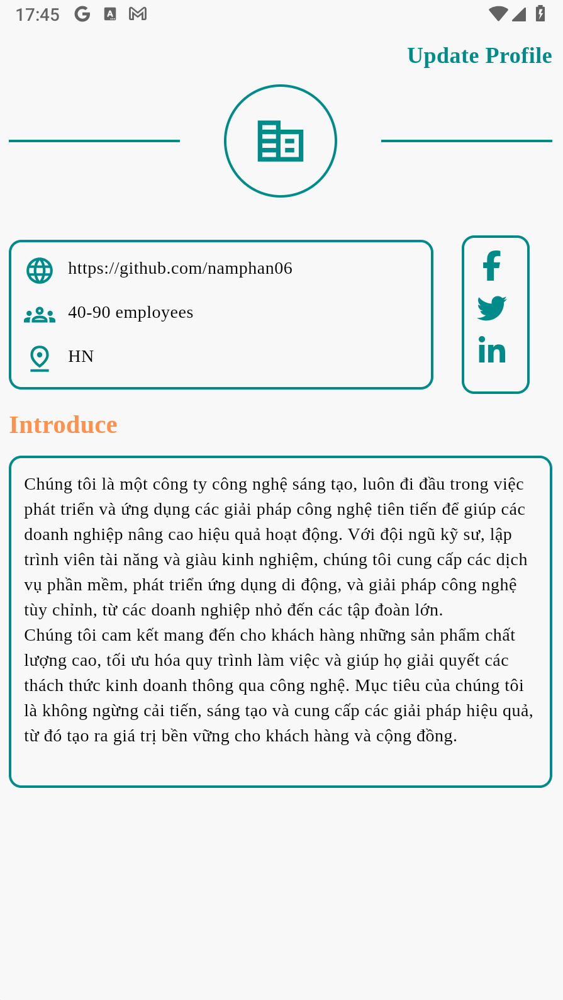 17:45
Update Profile
https://github.com/namphan06
40-90 employees
HN
Introduce
Chúng tôi là một công ty công nghệ sáng tạo, luôn đi đầu trong việc
phát triển và ứng dụng các giải pháp công nghệ tiên tiến để giúp các
doanh nghiệp nâng cao hiệu quả hoạt động. Với đội ngũ kỹ sư, lập
trình viên tài năng và giàu kinh nghiệm, chúng tôi cung cấp các dịch
vụ phần mềm, phát triển ứng dụng di động, và giải pháp công nghệ
tùy chỉnh, từ các doanh nghiệp nhỏ đến các tập đoàn lớn.
Chúng tôi cam kết mang đến cho khách hàng những sản phẩm chất
lượng cao, tối ưu hóa quy trình làm việc và giúp họ giải quyết các
thách thức kinh doanh thông qua công nghệ. Mục tiêu của chúng tôi
là không ngừng cải tiến, sáng tạo và cung cấp các giải pháp hiệu quả,
từ đó tạo ra giá trị bền vững cho khách hàng và cộng đồng.